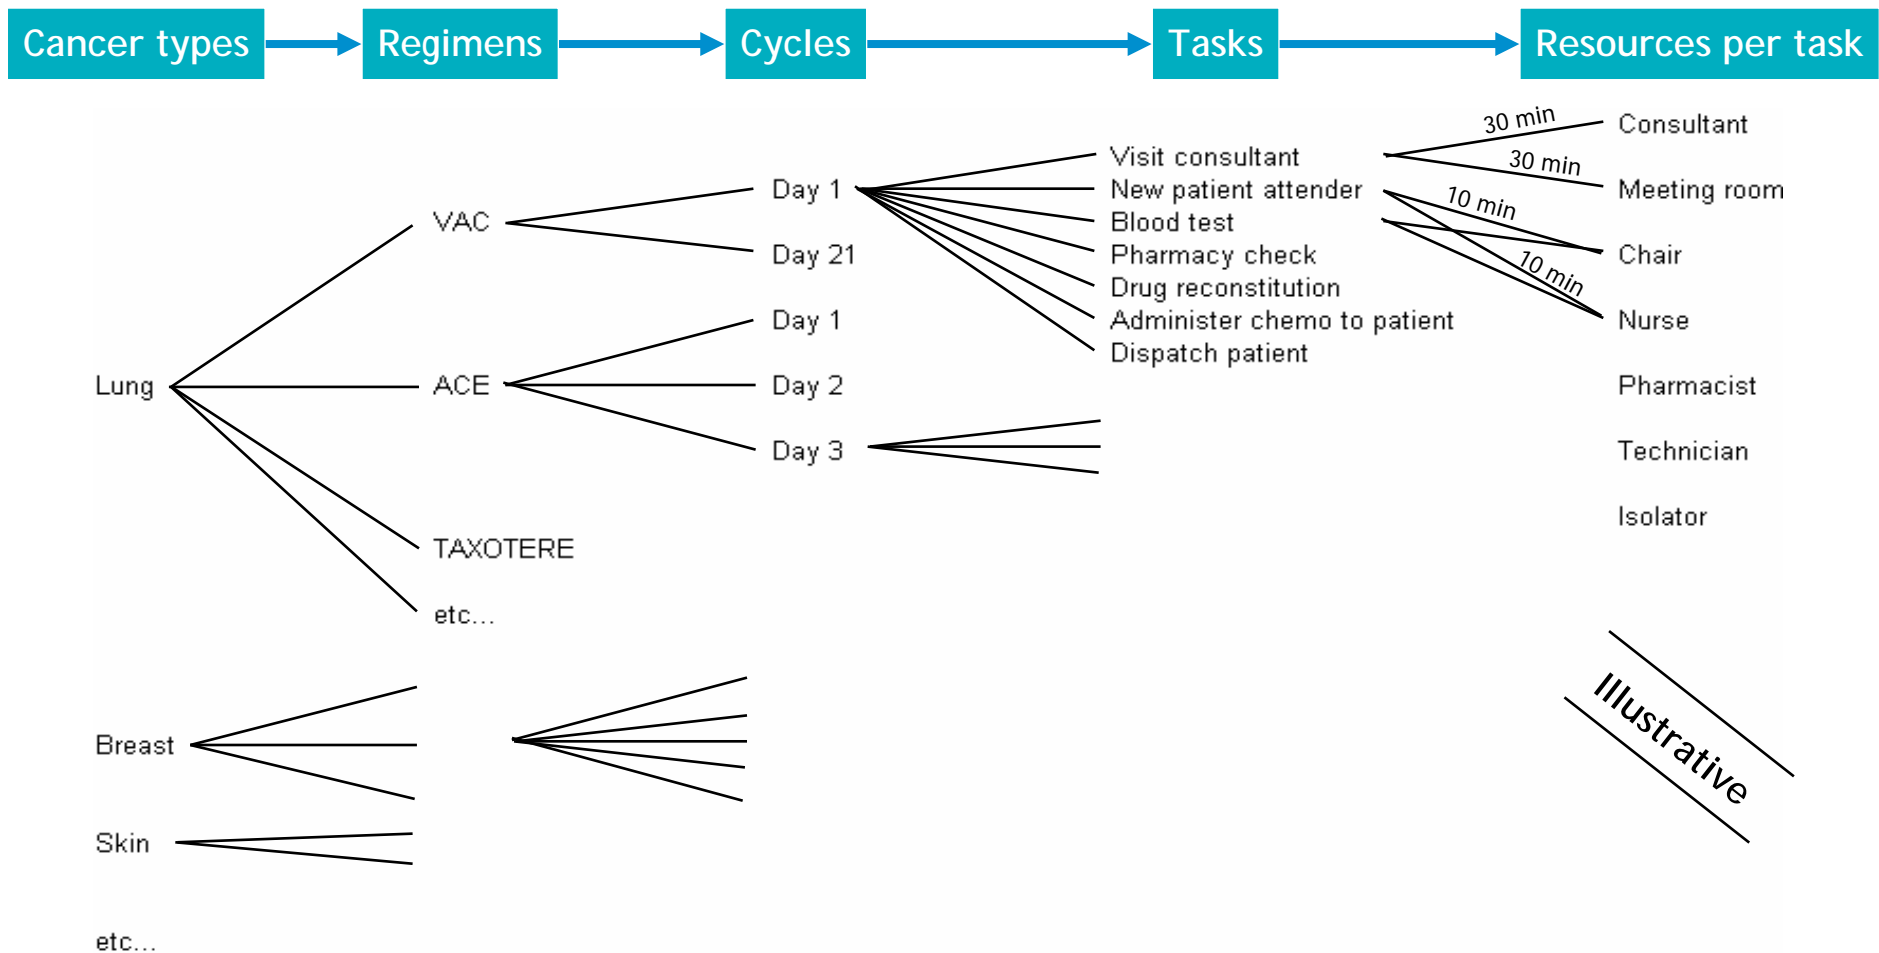 Cancer types
Regimens
Cycles
Tasks
Resources per task
Lung
Breast
Skin
etc...
VAC
ACE
TAXOTERE
etc...
Day 1
Day 21
Day 1
Day 2
Day 3
Visit consultant
New patient attender
Blood test
Pharmacy check
Drug reconstitution
Administer chemo to patient
Dispatch patient
30 min
30 min
10 min
10 min
Consultant
Meeting room
Chair
Nurse
Pharmacist
Technician
Isolator
Illustrative